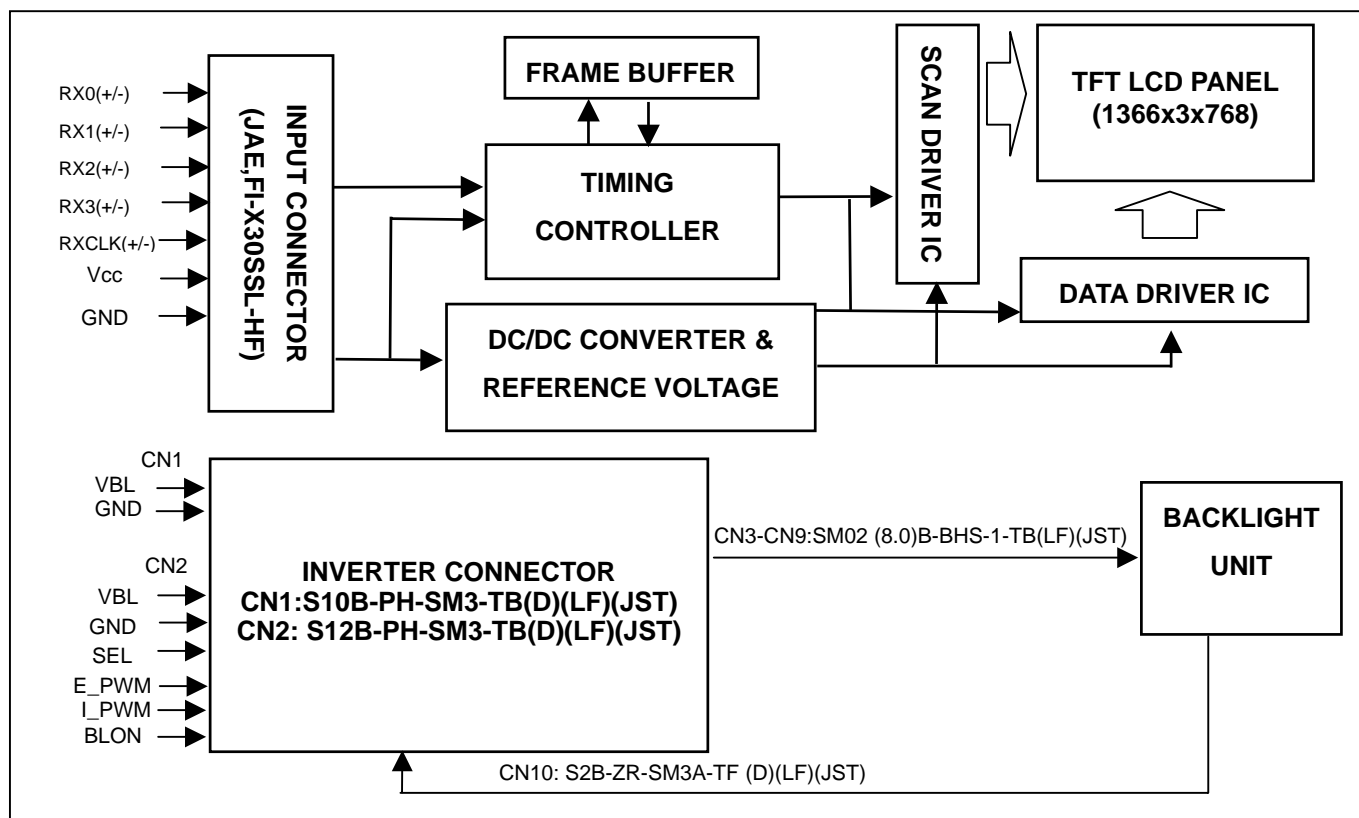 RX0(+/-)
RX1(+/-)
RX2(+/-)
RX3(+/-)
RXCLK(+/-)
Vcc
GND
INPUT CONNECTOR
(JAE,FI-X30SSL-HF)
FRAME BUFFER
TIMING
CONTROLLER
DC/DC CONVERTER &
REFERENCE VOLTAGE
SCAN DRIVER IC
TFT LCD PANEL
(1366x3x768)
DATA DRIVER IC
CN1
VBL
GND
CN2
VBL
GND
SEL
E_PWM
I_PWM
BLON
INVERTER CONNECTOR
CN1:S10B-PH-SM3-TB(D)(LF)(JST)
CN2: S12B-PH-SM3-TB(D)(LF)(JST)
CN3-CN9:SM02 (8.0)B-BHS-1-TB(LF)(JST)
BACKLIGHT
UNIT
CN10: S2B-ZR-SM3A-TF (D)(LF)(JST)